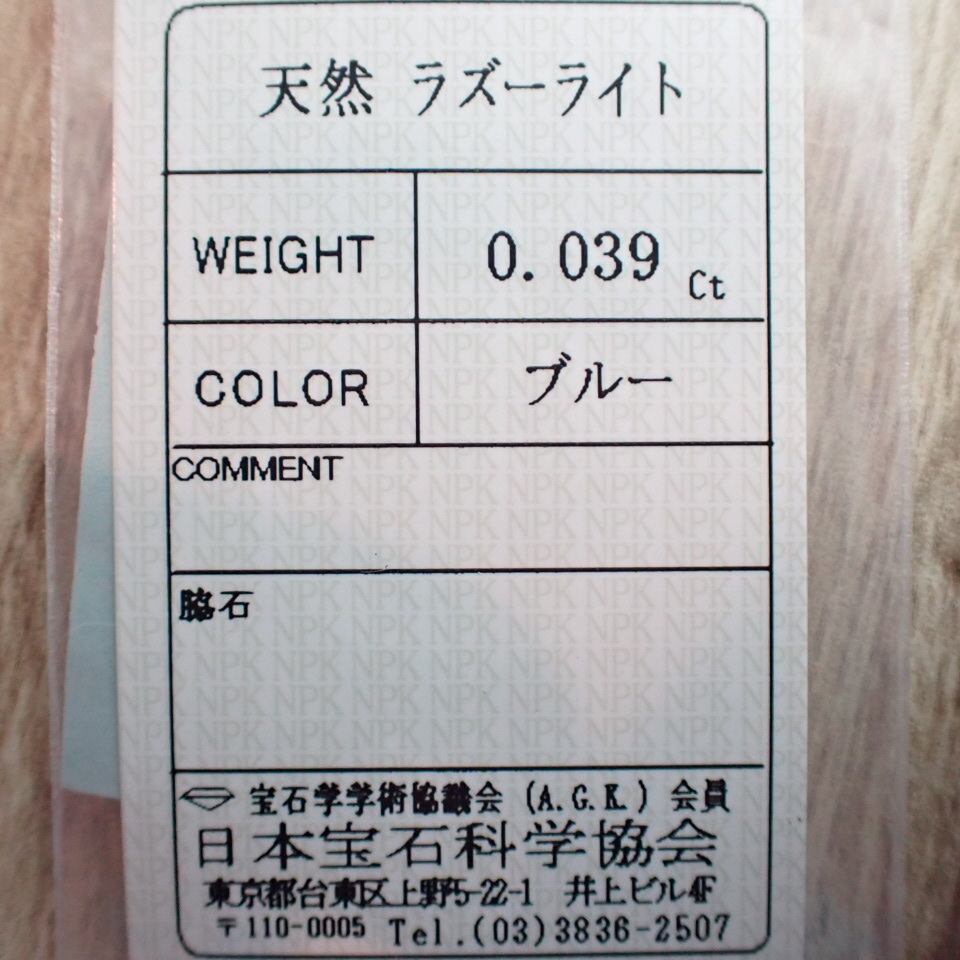 天然 ラズーライト
WEIGHT 0.039 Ct
COLOR ブルー
COMMENT
脇石
宝石学学術協議会 (A.G.K.) 会員
日本宝石科学協会
東京都台東区上野5-22-1 井上ビル4F
〒110-0005 Tel.(03)3836-2507